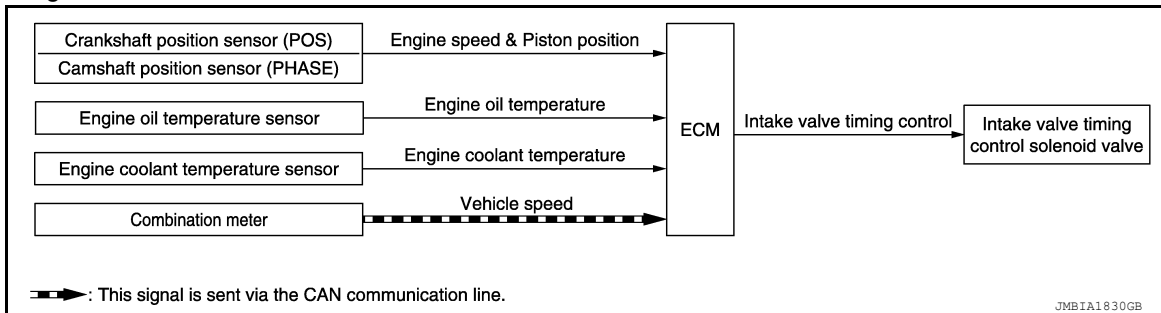 Crankshaft position sensor (POS)
Camshaft position sensor (PHASE)
Engine speed & Piston position
Engine oil temperature sensor
Engine oil temperature
Engine coolant temperature sensor
Engine coolant temperature
Combination meter
Vehicle speed
ECM
Intake valve timing control
Intake valve timing
control solenoid valve
: This signal is sent via the CAN communication line.
JMBIA1830GB